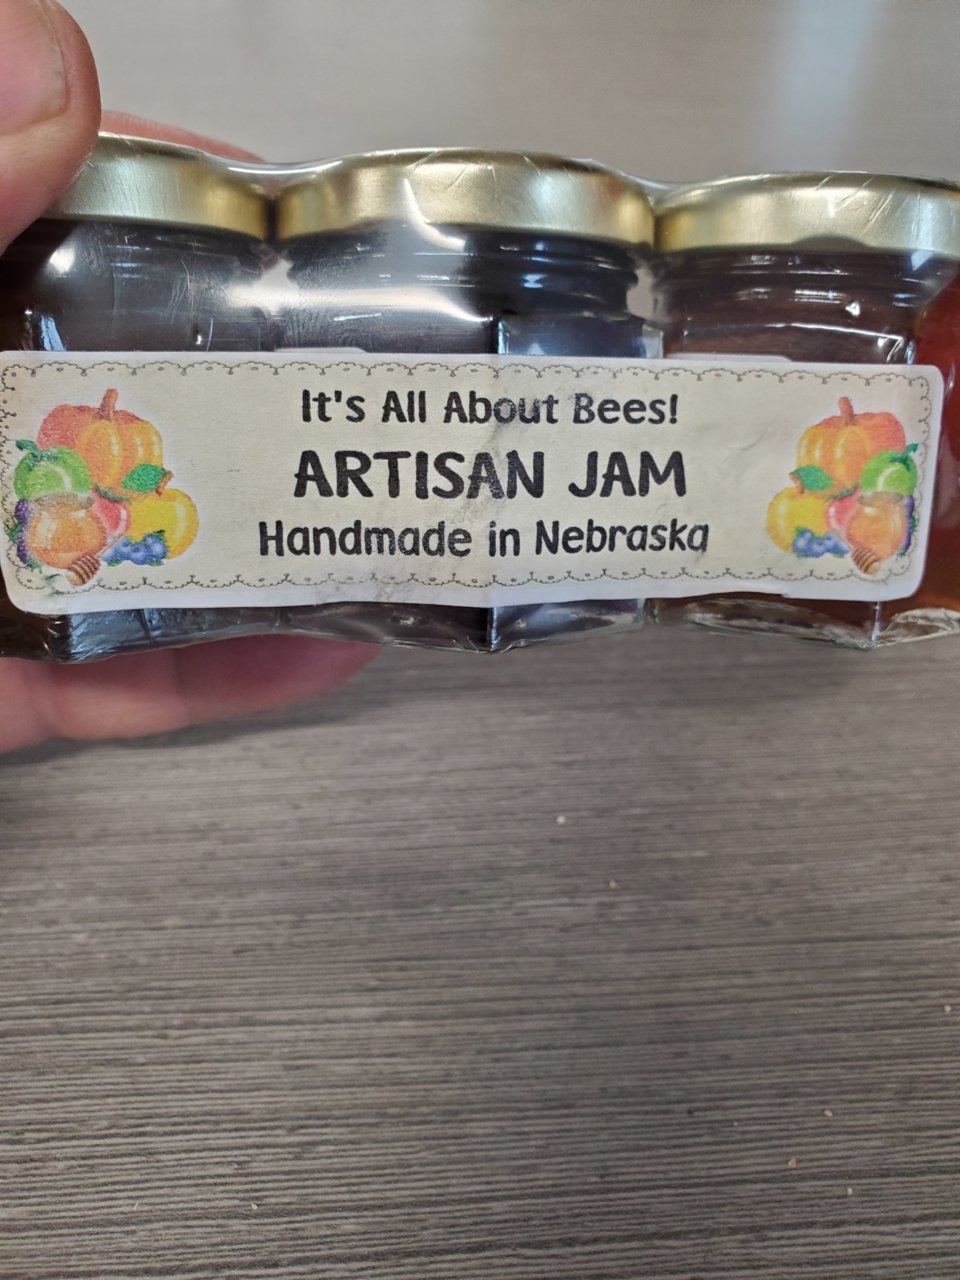 It's All About Bees!
ARTISAN JAM
Handmade in Nebraska